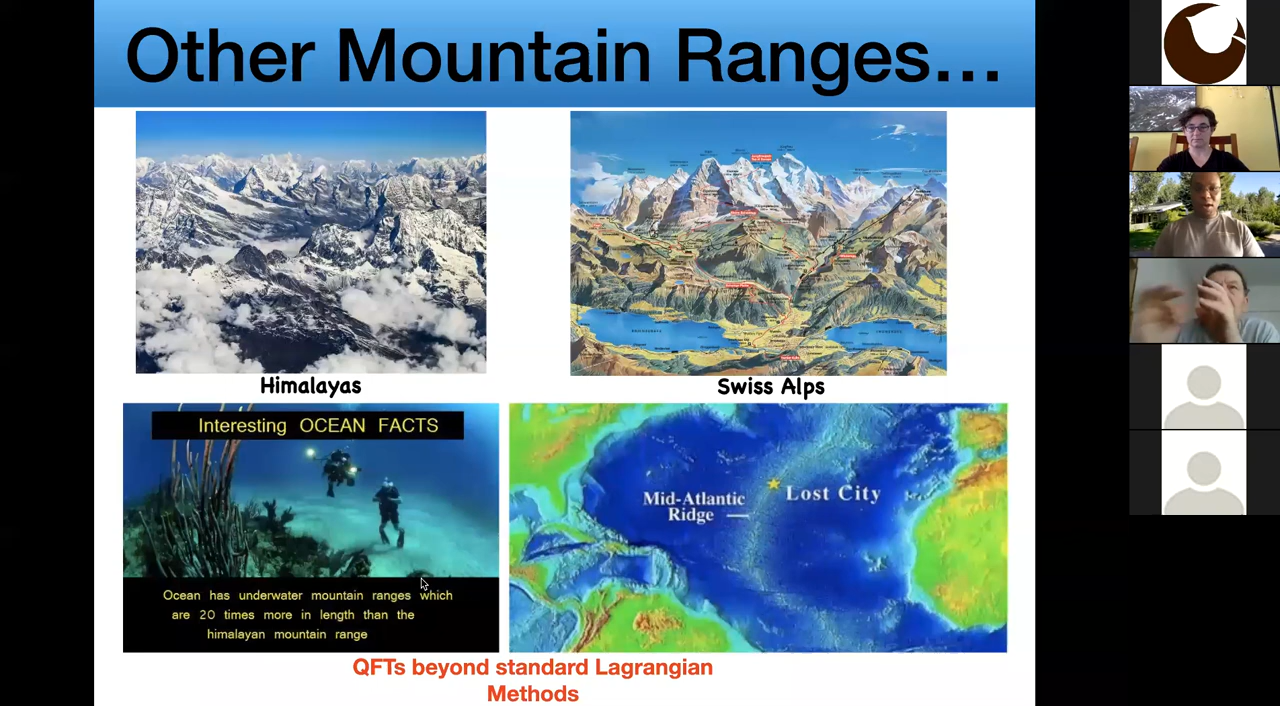 Other Mountain Ranges...
Himalayas
Swiss Alps
Interesting OCEAN FACTS
Ocean has underwater mountain ranges which
are 20 times more in length than the
himalayan mountain range
Mid-Atlantic
Ridge
Lost City
QFTs beyond standard Lagrangian
Methods